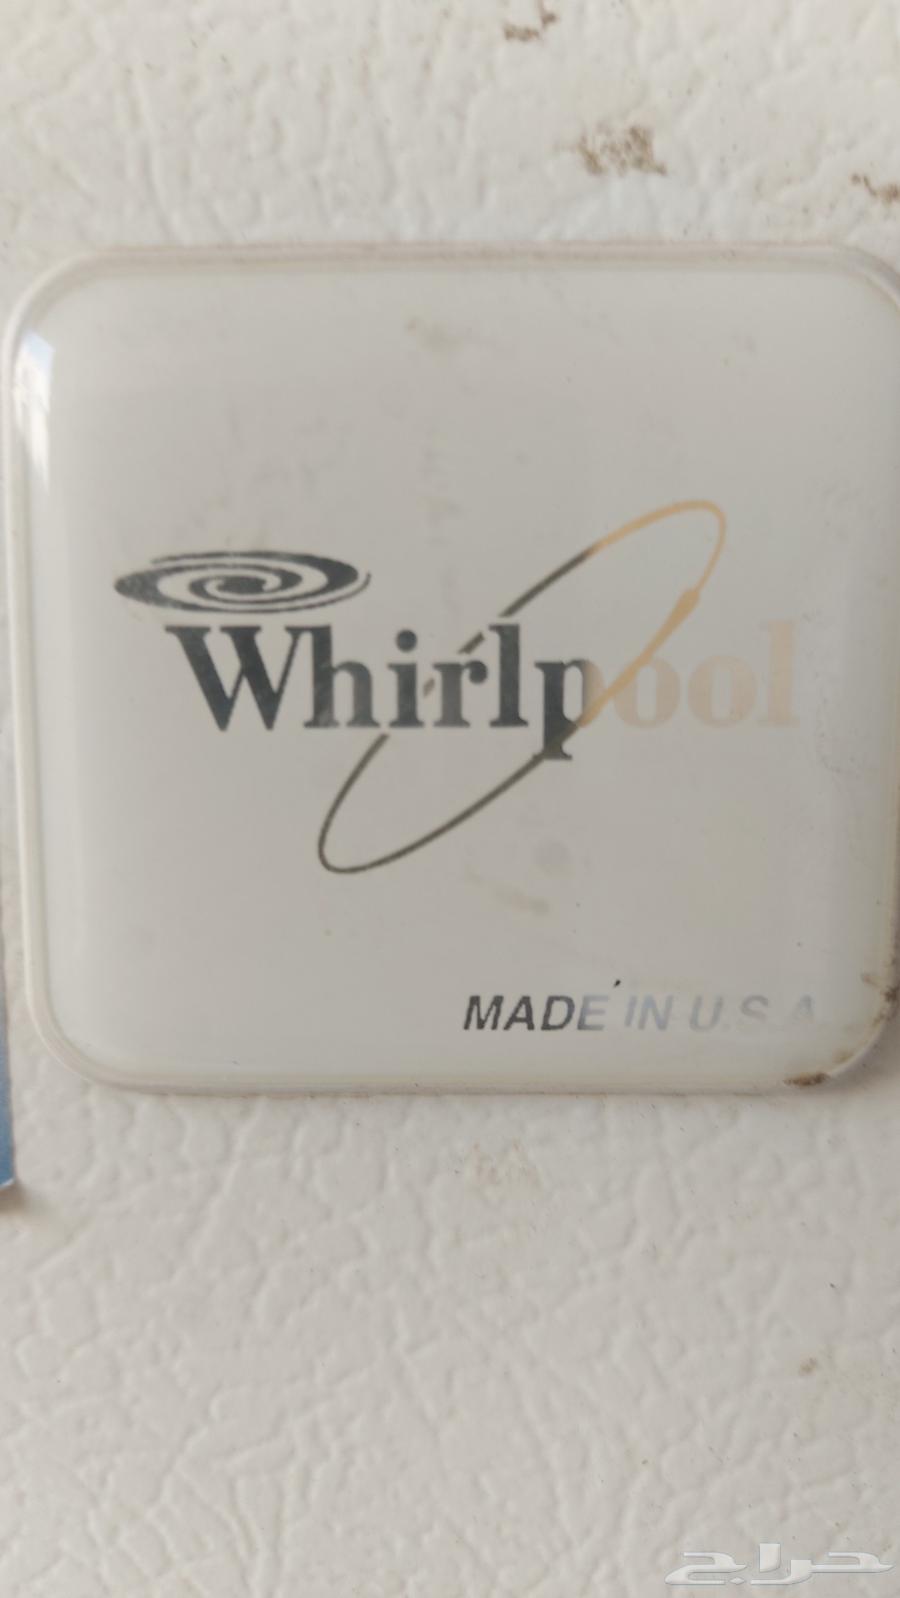 Whirlpool
MADE IN U.S.A
حراج